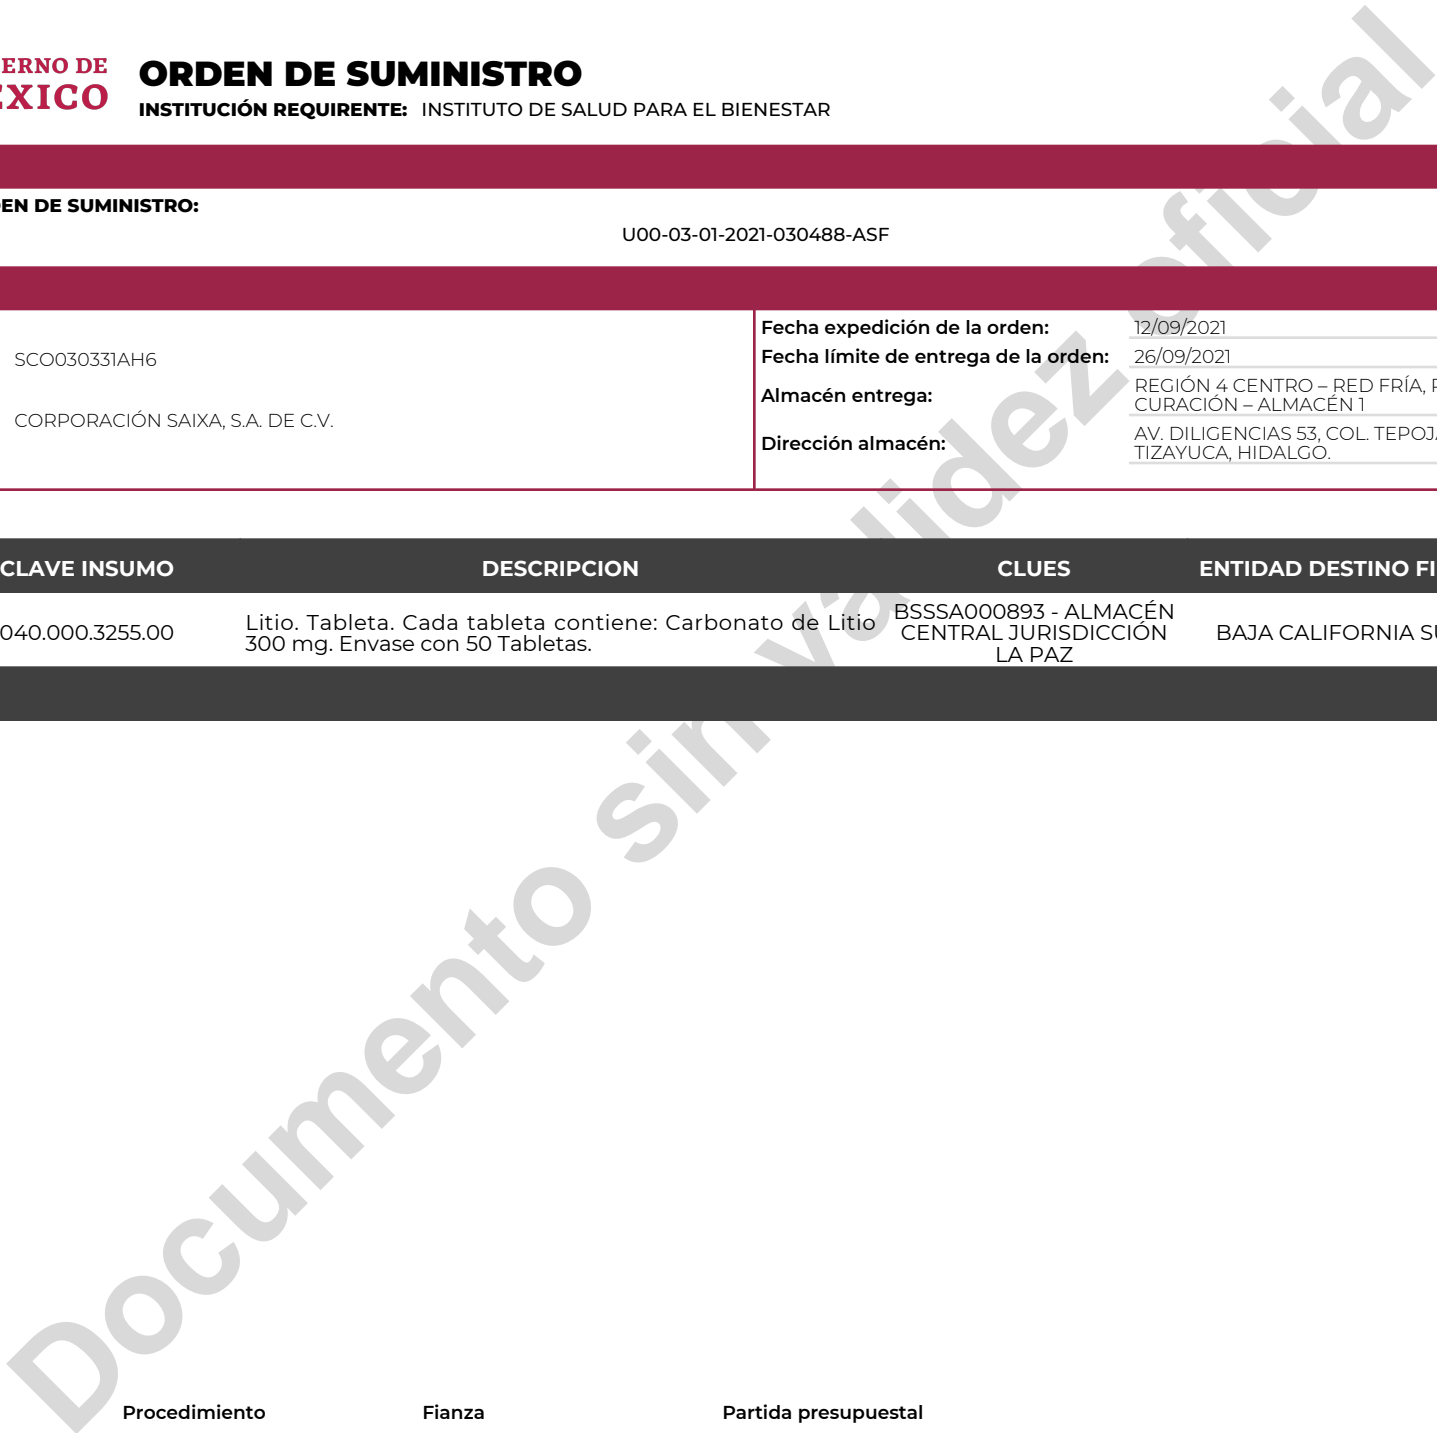 ERNO DE
EXICO
ORDEN DE SUMINISTRO
INSTITUCIÓN REQUIRENTE: INSTITUTO DE SALUD PARA EL BIENESTAR
EN DE SUMINISTRO:
U00-03-01-2021-030488-ASF
SCO030331AH6
CORPORACIÓN SAIXA, S.A. DE C.V.
Fecha expedición de la orden: 12/09/2021
Fecha límite de entrega de la orden: 26/09/2021
Almacén entrega: REGIÓN 4 CENTRO – RED FRÍA,
CURACIÓN – ALMACÉN 1
Dirección almacén: AV. DILIGENCIAS 53, COL. TEPOJ
TIZAYUCA, HIDALGO.
CLAVE INSUMO DESCRIPCION CLUES ENTIDAD DESTINO FI
040.000.3255.00
Litio. Tableta. Cada tableta contiene: Carbonato de Litio
300 mg. Envase con 50 Tabletas.
BSSSA000893 - ALMACÉN
CENTRAL JURISDICCIÓN
LA PAZ
BAJA CALIFORNIA S
Documento sin validez oficial
Procedimiento Fianza Partida presupuestal